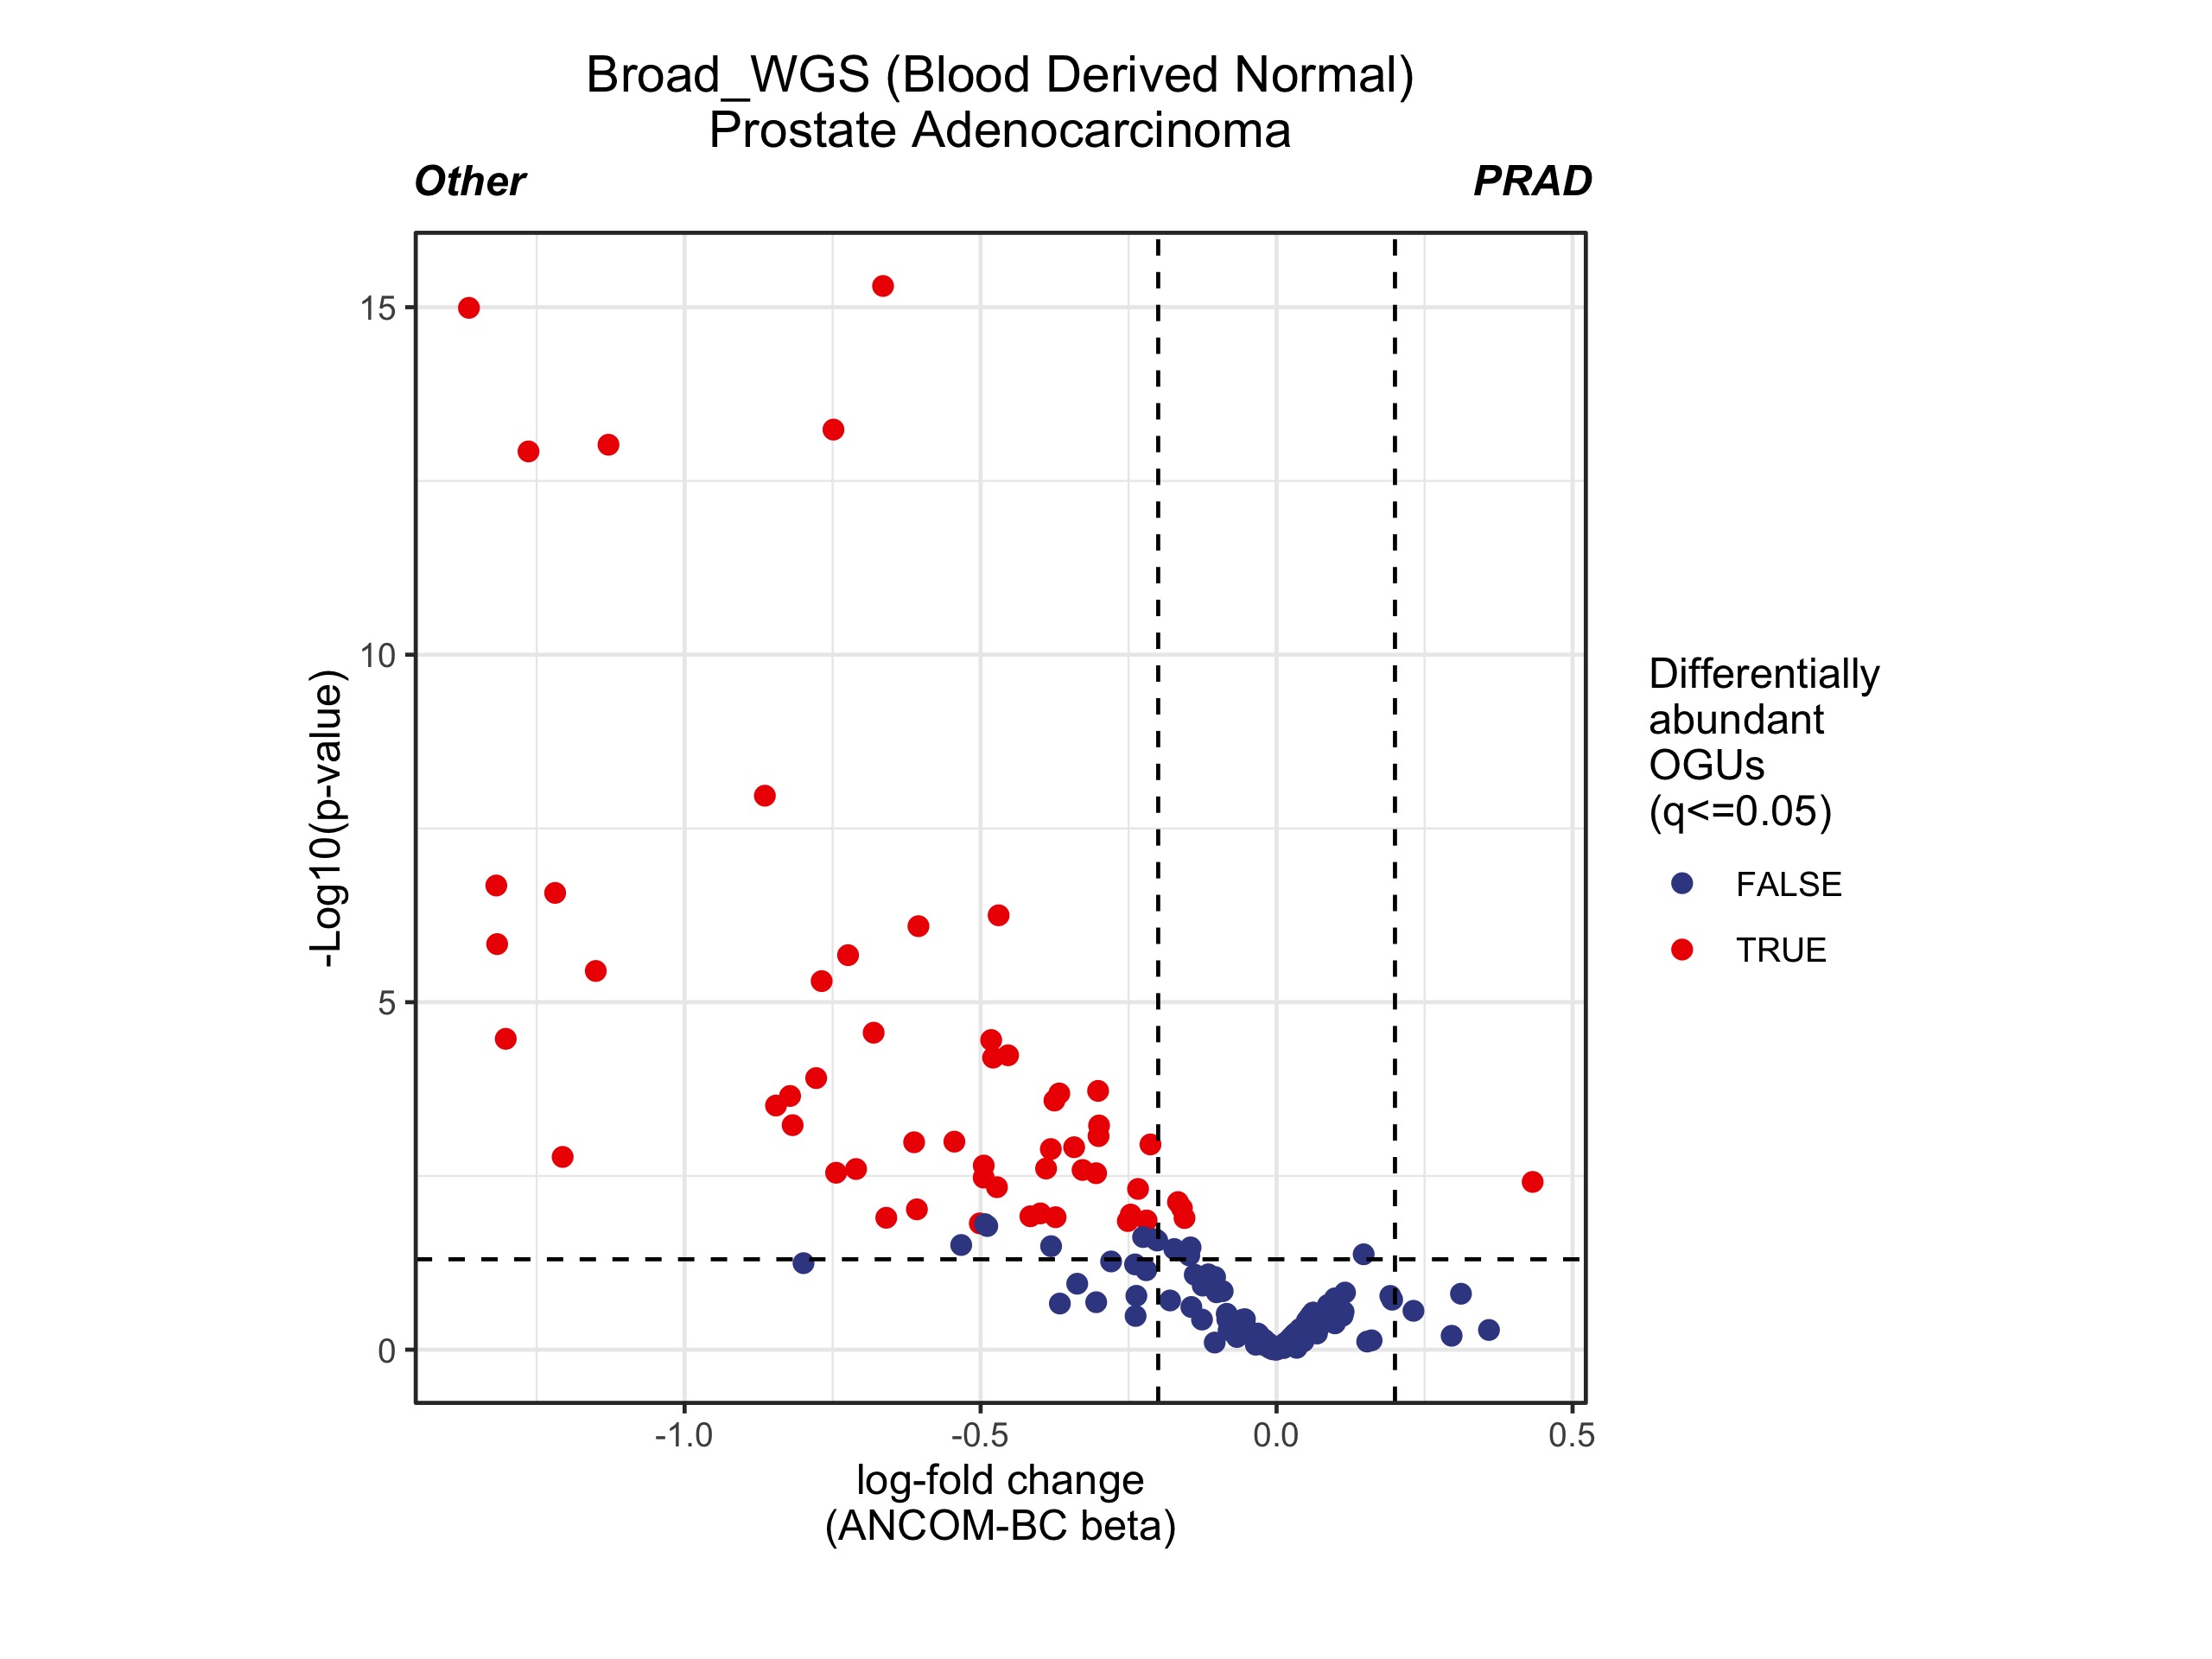 Broad_WGS (Blood Derived Normal)
Prostate Adenocarcinoma
Other
PRAD
15
10
5
0
-Log10(p-value)
-1.0
-0.5
0.0
0.5
log-fold change
(ANCOM-BC beta)
Differentially
abundant
OGUs
(q<=0.05)
FALSE
TRUE